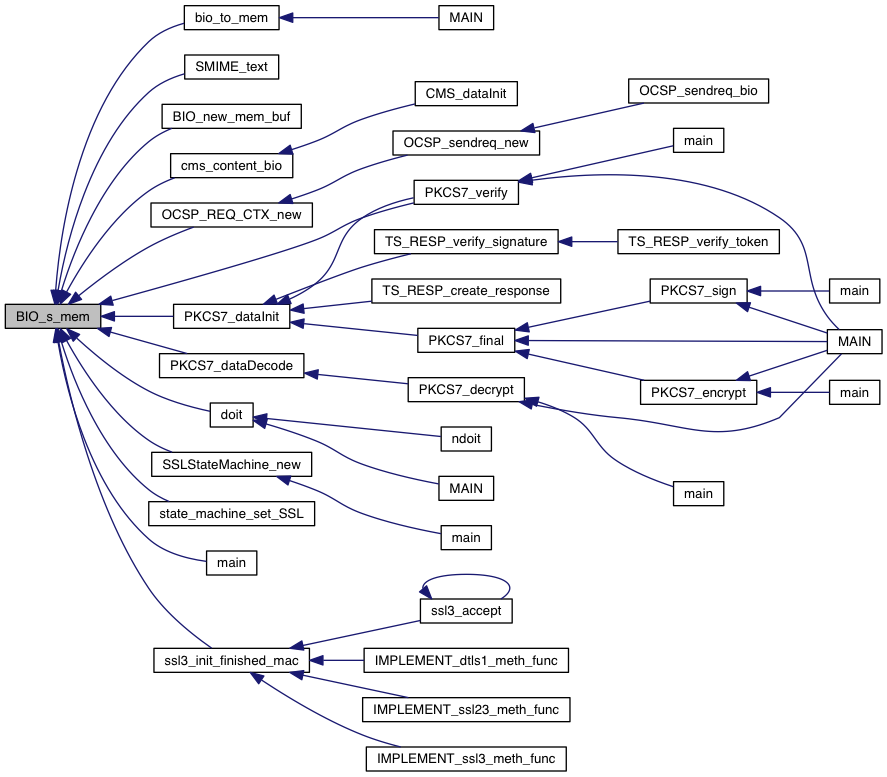 bio_to_mem
MAIN
SMIME_text
CMS_dataInit
OCSP_sendreq_bio
BIO_new_mem_buf
OCSP_sendreq_new
main
cms_content_bio
PKCS7_verify
OCSP_REQ_CTX_new
TS_RESP_verify_signature
TS_RESP_verify_token
TS_RESP_create_response
PKCS7_sign
main
BIO_s_mem
PKCS7_dataInit
PKCS7_final
MAIN
PKCS7_dataDecode
PKCS7_decrypt
PKCS7_encrypt
main
doit
ndoit
SSLStateMachine_new
MAIN
main
state_machine_set_SSL
main
main
ssl3_accept
ssl3_init_finished_mac
IMPLEMENT_dtls1_meth_func
IMPLEMENT_ssl23_meth_func
IMPLEMENT_ssl3_meth_func